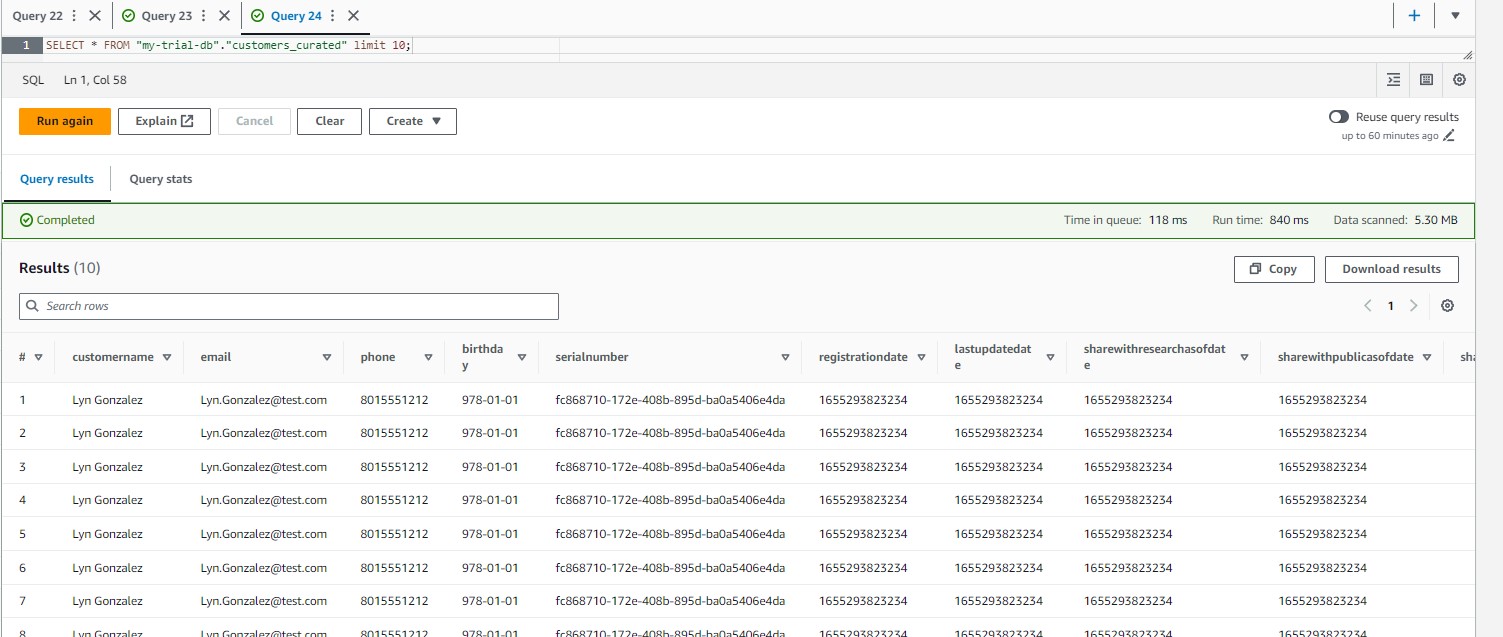 Query 22 Query 23 Query 24
1 SELECT * FROM "my-trial-db"."customers_curated" limit 10;
SQL Ln 1, Col 58
Run again Explain Cancel Clear Create Reuse query results
up to 60 minutes ago
Query results Query stats
Completed Time in queue: 118 ms Run time: 840 ms Data scanned: 5.30 MB
Results (10) Copy Download results
Search rows 1
# customername email phone birthda
y serialnumber registrationdate lastupdatedat
e sharewithresearchasofdat
e sharewithpublicasofdate sha
1 Lyn Gonzalez Lyn.Gonzalez@test.com 8015551212 978-01-01 fc868710-172e-408b-895d-ba0a5406e4da 1655293823234 1655293823234 1655293823234 1655293823234
2 Lyn Gonzalez Lyn.Gonzalez@test.com 8015551212 978-01-01 fc868710-172e-408b-895d-ba0a5406e4da 1655293823234 1655293823234 1655293823234 1655293823234
3 Lyn Gonzalez Lyn.Gonzalez@test.com 8015551212 978-01-01 fc868710-172e-408b-895d-ba0a5406e4da 1655293823234 1655293823234 1655293823234 1655293823234
4 Lyn Gonzalez Lyn.Gonzalez@test.com 8015551212 978-01-01 fc868710-172e-408b-895d-ba0a5406e4da 1655293823234 1655293823234 1655293823234 1655293823234
5 Lyn Gonzalez Lyn.Gonzalez@test.com 8015551212 978-01-01 fc868710-172e-408b-895d-ba0a5406e4da 1655293823234 1655293823234 1655293823234 1655293823234
6 Lyn Gonzalez Lyn.Gonzalez@test.com 8015551212 978-01-01 fc868710-172e-408b-895d-ba0a5406e4da 1655293823234 1655293823234 1655293823234 1655293823234
7 Lyn Gonzalez Lyn.Gonzalez@test.com 8015551212 978-01-01 fc868710-172e-408b-895d-ba0a5406e4da 1655293823234 1655293823234 1655293823234 1655293823234
8 Lyn Gonzalez Lyn.Gonzalez@test.com 8015551212 978-01-01 fc868710-172e-408b-895d-ba0a5406e4da 1655293823234 1655293823234 1655293823234 1655293823234